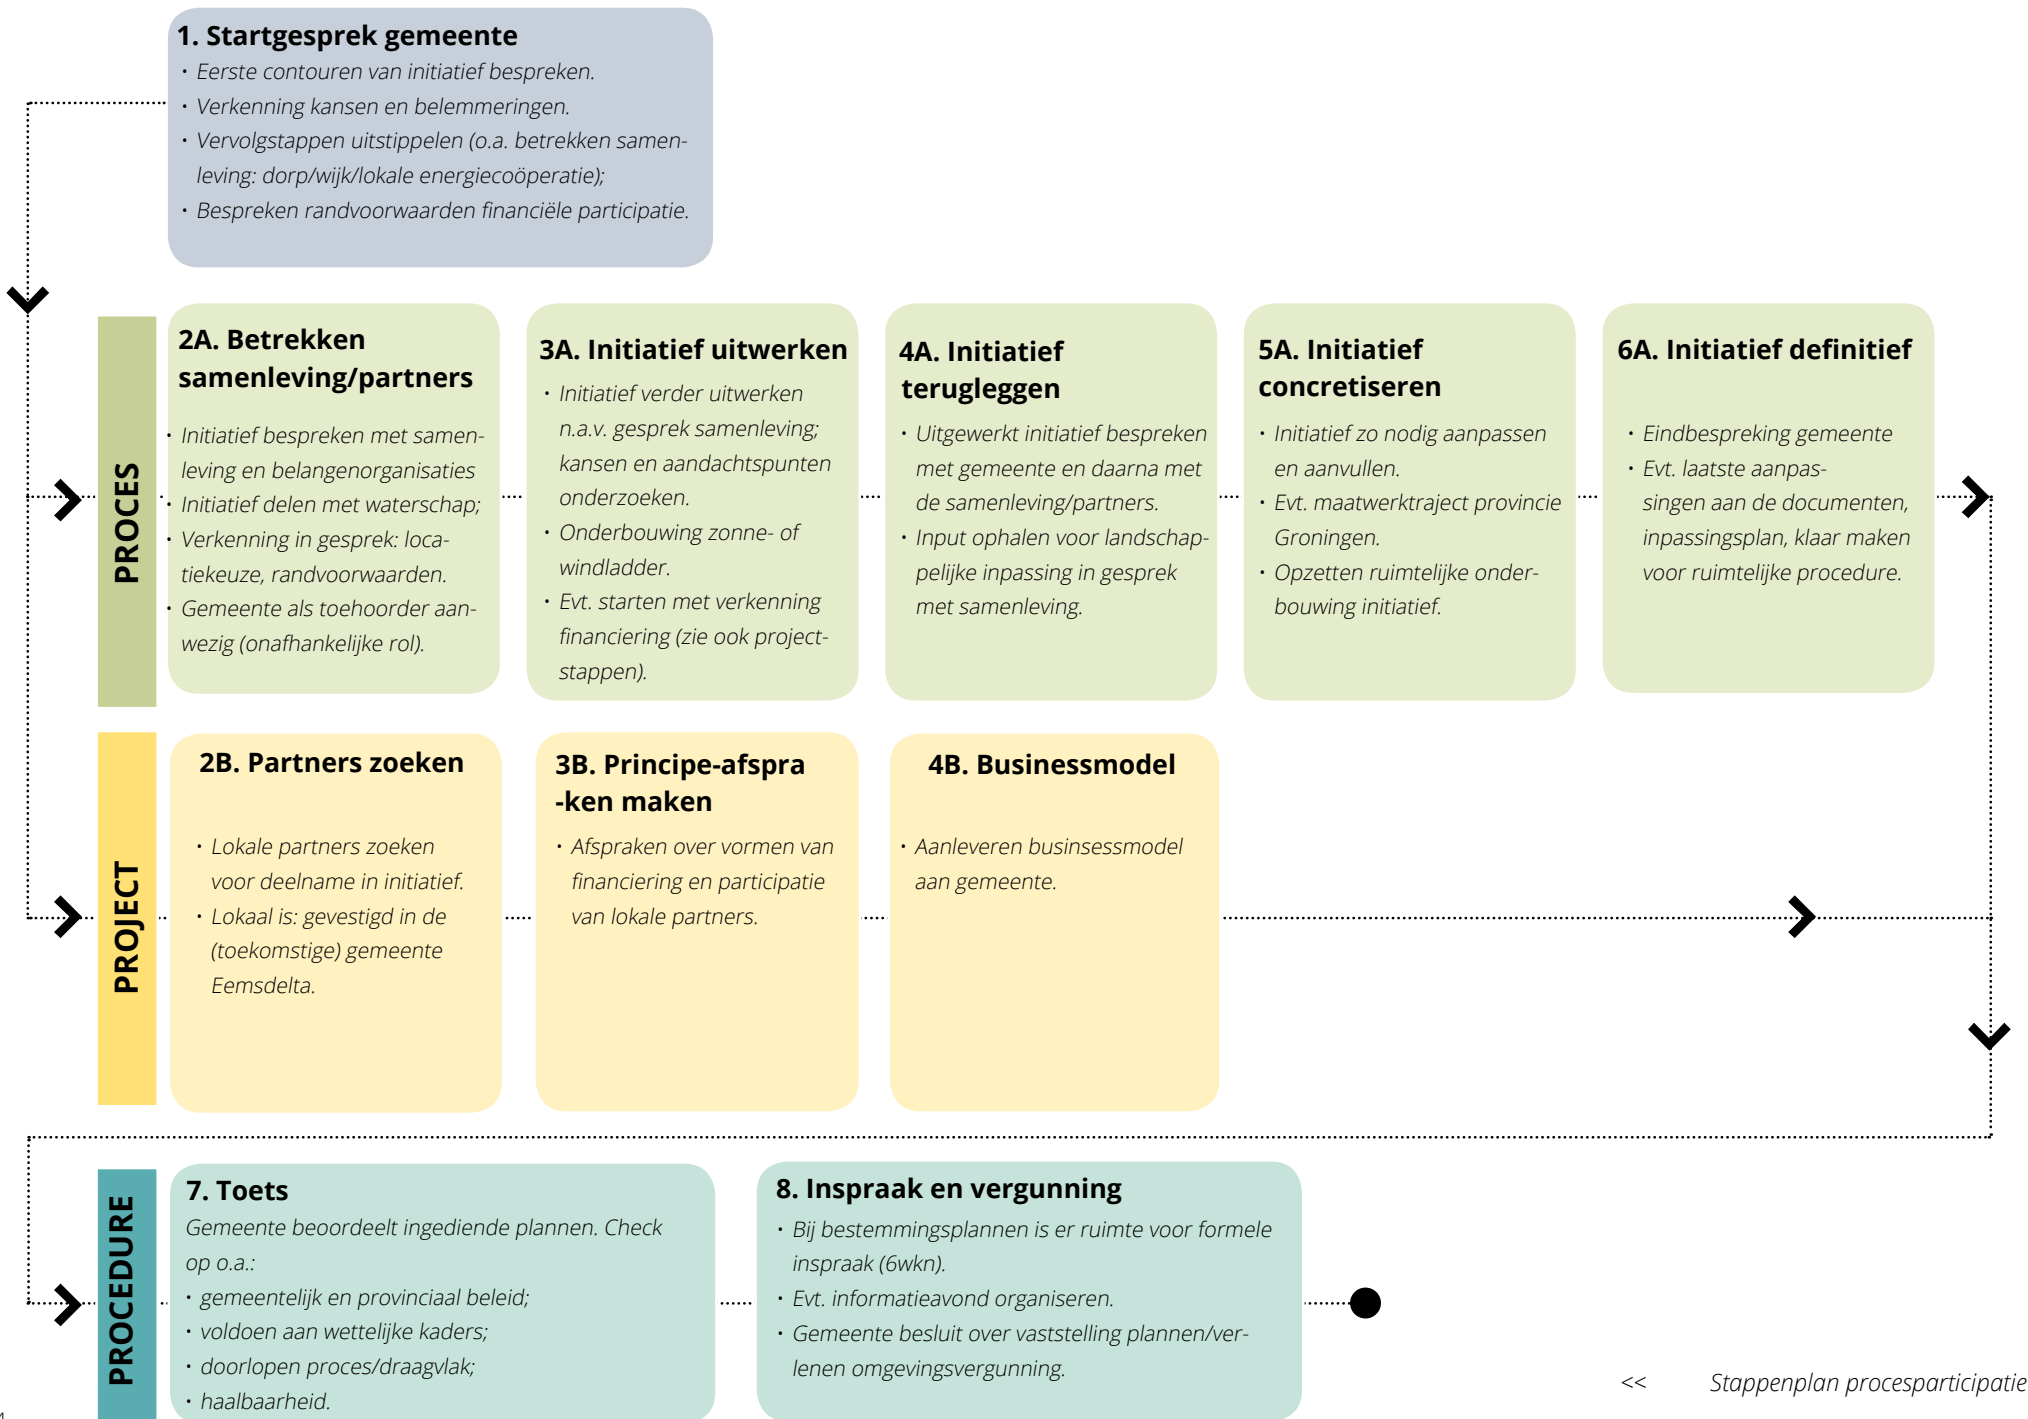 1. Startgesprek gemeente
• Eerste contouren van initiatief bespreken.
• Verkenning kansen en belemmeringen.
• Vervolgstappen uitstippelen (o.a. betrekken samen-
leving: dorp/wijk/lokale energiecoöperatie);
• Bespreken randvoorwaarden financiële participatie.
PROCES
2A. Betrekken
samenleving/partners
• Initiatief bespreken met samen-
leving en belangenorganisaties
• Initiatief delen met waterschap;
• Verkenning in gesprek: loca-
tiekeuze, randvoorwaarden.
• Gemeente als toehoorder aan-
wezig (onafhankelijke rol).
3A. Initiatief uitwerken
• Initiatief verder uitwerken
n.a.v. gesprek samenleving;
kansen en aandachtspunten
onderzoeken.
• Onderbouwing zonne- of
windladder.
• Evt. starten met verkenning
financiering (zie ook project-
stappen).
4A. Initiatief
terugleggen
• Uitgewerkt initiatief bespreken
met gemeente en daarna met
de samenleving/partners.
• Input ophalen voor landschap-
pelijke inpassing in gesprek
met samenleving.
5A. Initiatief
concretiseren
• Initiatief zo nodig aanpassen
en aanvullen.
• Evt. maatwerktraject provincie
Groningen.
• Opzetten ruimtelijke onder-
bouwing initiatief.
6A. Initiatief definitief
• Eindbespreking gemeente
• Evt. laatste aanpas-
singen aan de documenten,
inpassingsplan, klaar maken
voor ruimtelijke procedure.
PROJECT
2B. Partners zoeken
• Lokale partners zoeken
voor deelname in initiatief.
• Lokaal is: gevestigd in de
(toekomstige) gemeente
Eemsdelta.
3B. Principe-afspra
-ken maken
• Afspraken over vormen van
financiering en participatie
van lokale partners.
4B. Businessmodel
• Aanleveren businsessmodel
aan gemeente.
PROCEDURE
7. Toets
Gemeente beoordeelt ingediende plannen. Check
op o.a.:
• gemeentelijk en provinciaal beleid;
• voldoen aan wettelijke kaders;
• doorlopen proces/draagvlak;
• haalbaarheid.
8. Inspraak en vergunning
• Bij bestemmingsplannen is er ruimte voor formele
inspraak (6wkn).
• Evt. informatieavond organiseren.
• Gemeente besluit over vaststelling plannen/ver-
lenen omgevingsvergunning.
<< Stappenplan procesparticipatie